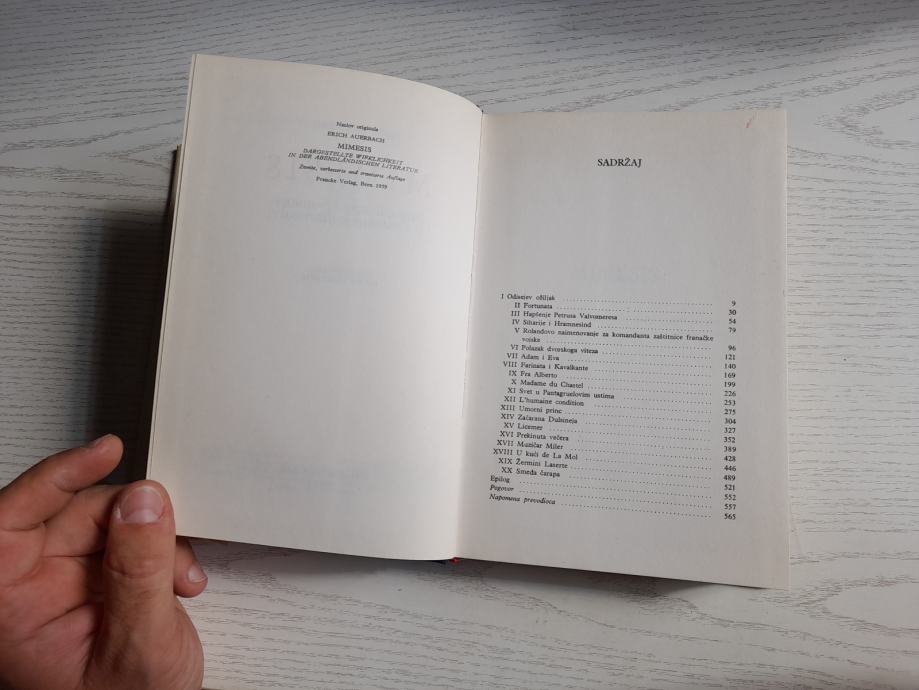 Naslov originala
ERICH AUERBACH
MIMESIS
DARGESTELLTE WIRKLICHKEIT
IN DER ABENDLÄNDISCHEN LITERATUR
Zweite, verbesserte und erweiterte Auflage
Francke Verlag, Bern 1959
SADRŽAJ
I Odisejev ožiljak 9
II Fortunata 30
III Hapšenje Petrusa Valvomeresa 54
IV Siharije i Hramnesind 79
V Rolandovo naimenovanje za komandanta zaštitnice franačke
vojske 96
VI Polazak dvorskoga viteza 121
VII Adam i Eva 140
VIII Farinata i Kavalkante 169
IX Fra Alberto 199
X Madame du Chastel 226
XI Svet u Pantagruelovim ustima 253
XII L'humaine condition 275
XIII Umorni princ 304
XIV Začarana Dulsineja 327
XV Licemer 352
XVI Prekinuta večera 389
XVII Muzičar Miler 428
XVIII U kući de La Mol 446
XIX Žermini Laserte 489
XX Smeđa čarapa 521
Epilog 552
Pogovor 557
Napomena prevodioca 565